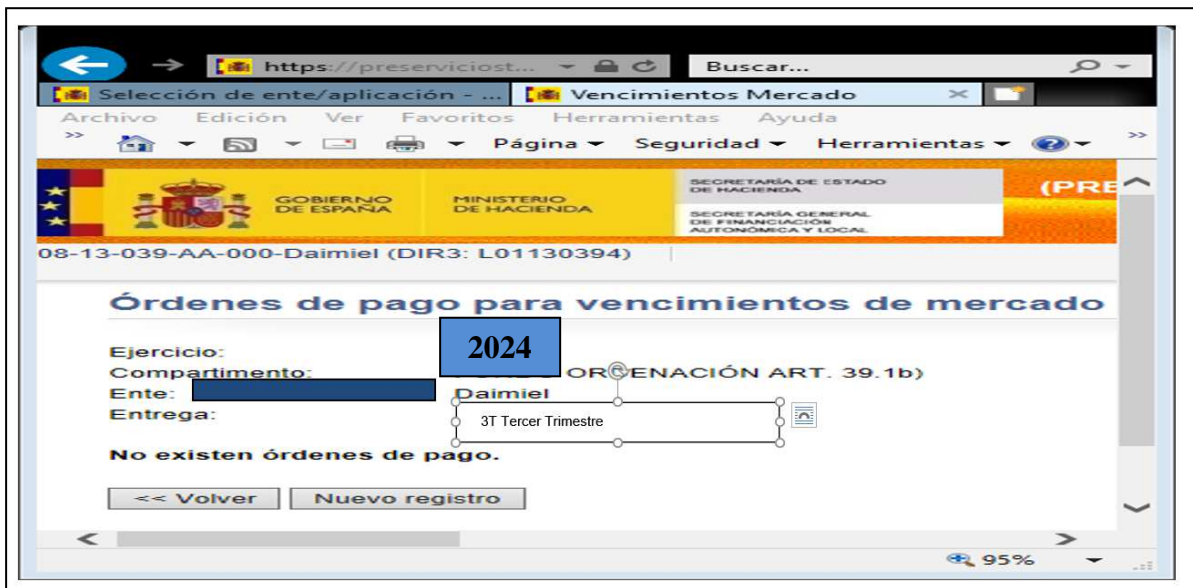 https://preserviciost... Buscar...
Selección de ente/aplicación - ... Vencimientos Mercado
Archivo Edición Ver Favoritos Herramientas Ayuda
Página Seguridad Herramientas
GOBIERNO DE ESPAÑA
MINISTERIO DE HACIENDA
SECRETARÍA DE ESTADO DE HACIENDA
SECRETARÍA GENERAL DE FINANCIACIÓN AUTONÓMICA Y LOCAL
(PRE
08-13-039-AA-000-Daimiel (DIR3: L01130394)
Órdenes de pago para vencimientos de mercado
Ejercicio: 2024
Compartimento: ENACIÓN ART. 39.1b)
Ente: Daimiel
Entrega: 3T Tercer Trimestre
No existen órdenes de pago.
<< Volver Nuevo registro
95%